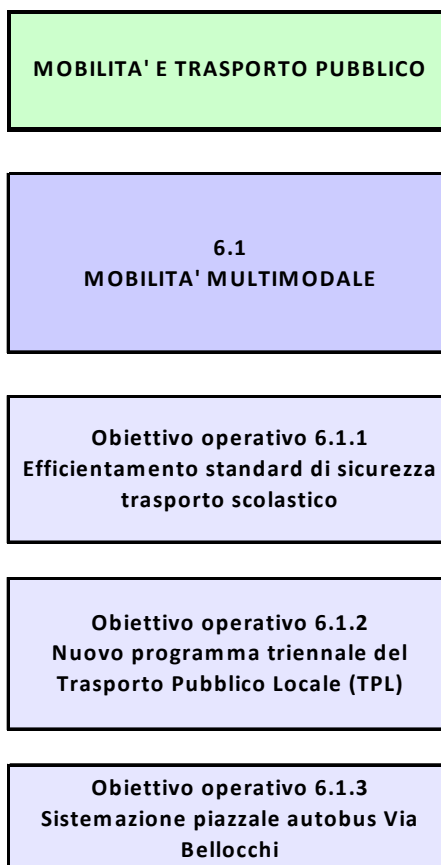 MOBILITA' E TRASPORTO PUBBLICO
6.1
MOBILITA' MULTIMODALE
Obiettivo operativo 6.1.1
Efficientamento standard di sicurezza
trasporto scolastico
Obiettivo operativo 6.1.2
Nuovo programma triennale del
Trasporto Pubblico Locale (TPL)
Obiettivo operativo 6.1.3
Sistemazione piazzale autobus Via
Bellocchi